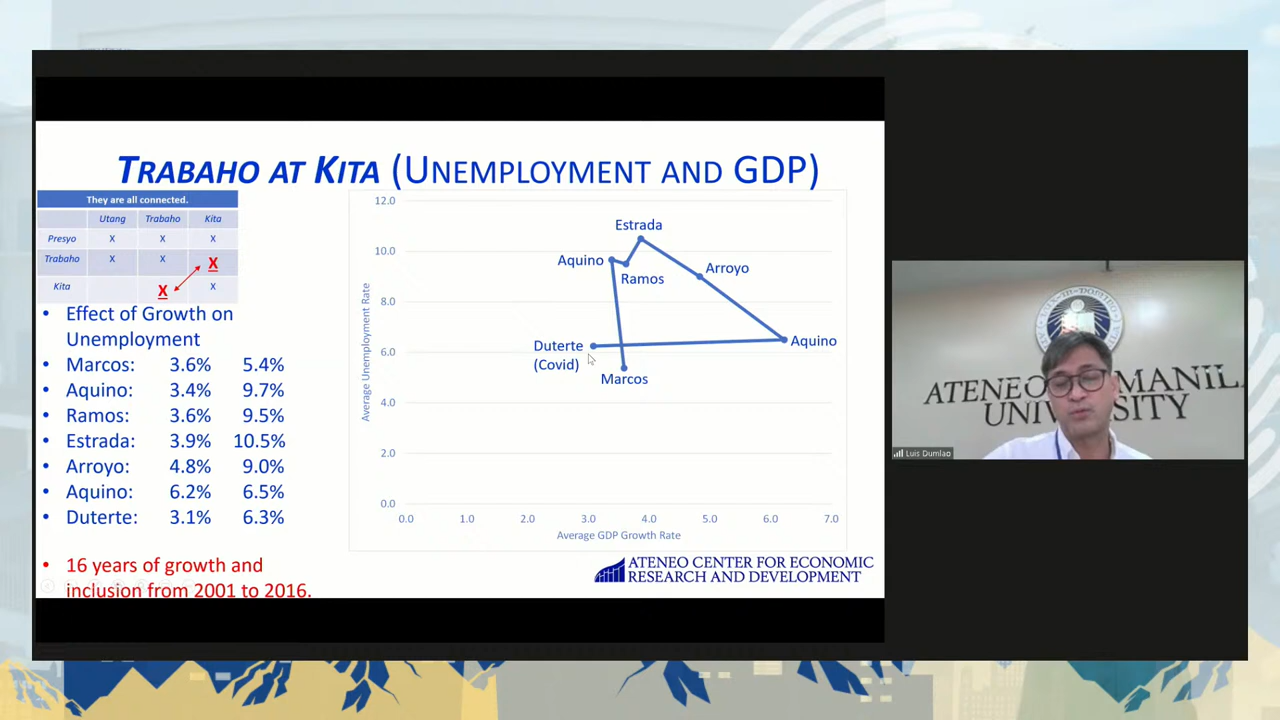 TRABAHO AT KITA (UNEMPLOYMENT AND GDP)
They are all connected.
Utang Trabaho Kita
Presyo X X X
Trabaho X X X
Kita X X
• Effect of Growth on
Unemployment
• Marcos: 3.6% 5.4%
• Aquino: 3.4% 9.7%
• Ramos: 3.6% 9.5%
• Estrada: 3.9% 10.5%
• Arroyo: 4.8% 9.0%
• Aquino: 6.2% 6.5%
• Duterte: 3.1% 6.3%
16 years of growth and
inclusion from 2001 to 2016.
Average Unemployment Rate
12.0
10.0
8.0
6.0
4.0
2.0
0.0
Estrada
Aquino
Ramos
Arroyo
Duterte
(Covid)
Aquino
Marcos
0.0 1.0 2.0 3.0 4.0 5.0 6.0 7.0
Average GDP Growth Rate
ATENEO CENTER FOR ECONOMIC
RESEARCH AND DEVELOPMENT
ATENEO MANILA
UNIVERSITY
Luis Dumlao